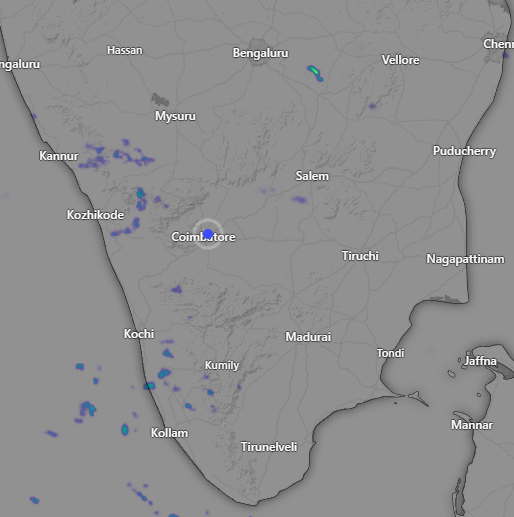 Hassan
Bengaluru
Chenn
ngaluru
Vellore
Mysuru
Kannur
Puducherry
Salem
Kozhikode
Coimbatore
Tiruchi
Nagapattinam
Kochi
Madurai
Tondi
Jaffna
Kumily
Mannar
Kollam
Tirunelveli